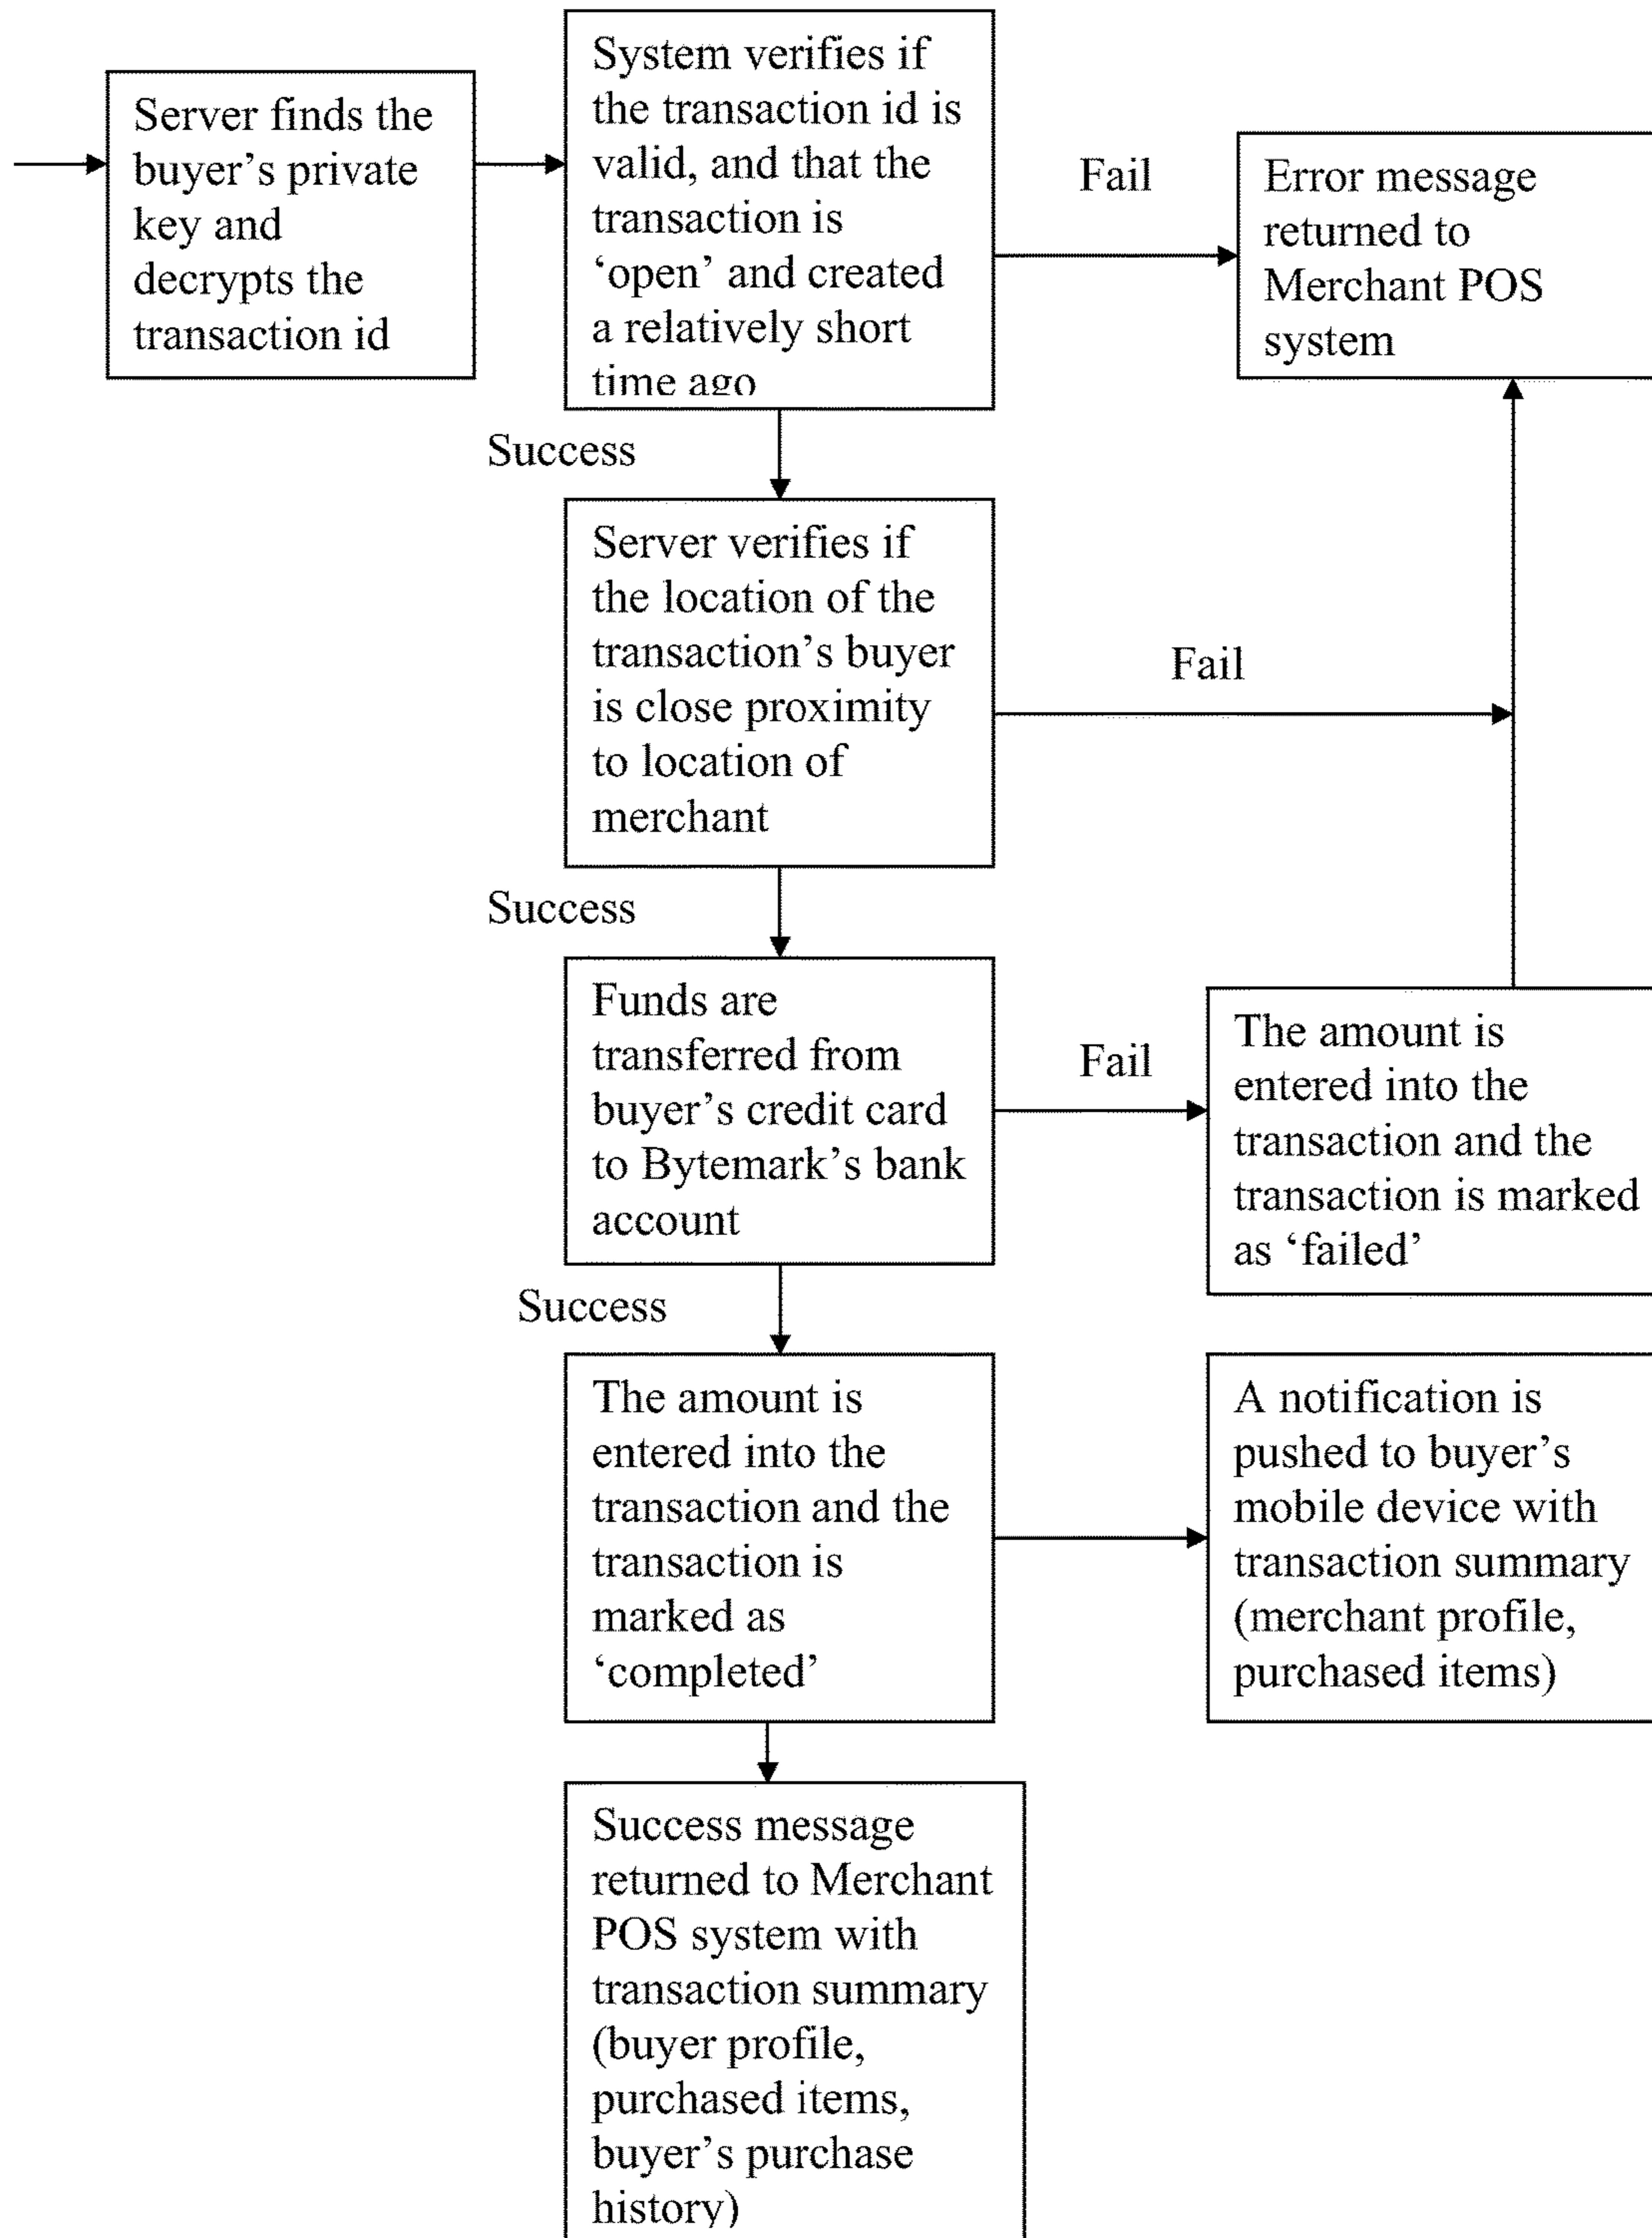 Server finds the
buyer’s private
key and
decrypts the
transaction id
System verifies if
the transaction id is
valid, and that the
transaction is
‘open’ and created
a relatively short
time ago
Fail
Error message
returned to
Merchant POS
system
Success
Server verifies if
the location of the
transaction’s buyer
is close proximity
to location of
merchant
Fail
Success
Funds are
transferred from
buyer’s credit card
to Bytemark’s bank
account
Fail
The amount is
entered into the
transaction and the
transaction is marked
as ‘failed’
Success
The amount is
entered into the
transaction and the
transaction is
marked as
‘completed’
A notification is
pushed to buyer’s
mobile device with
transaction summary
(merchant profile,
purchased items)
Success message
returned to Merchant
POS system with
transaction summary
(buyer profile,
purchased items,
buyer’s purchase
history)